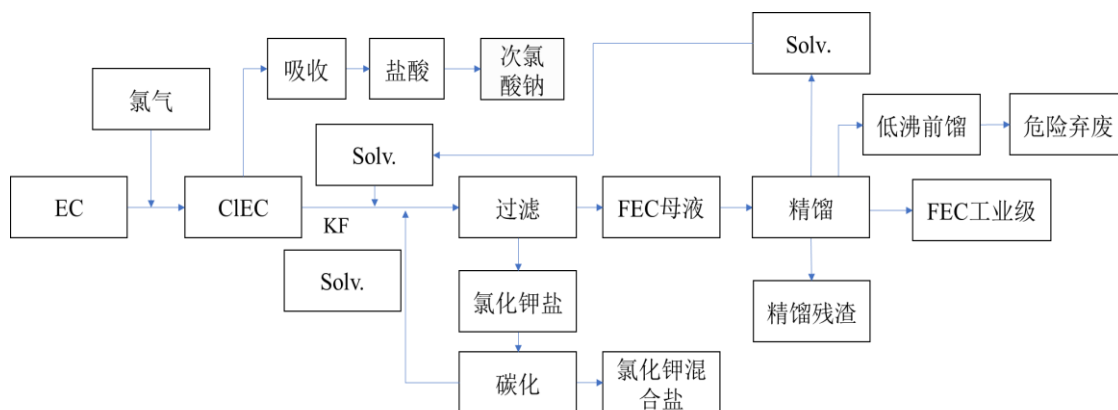 Solv.
吸收
盐酸
次氯
酸钠
氯气
低沸前馏
危险弃废
Solv.
EC
ClEC
过滤
FEC母液
精馏
FEC工业级
KF
Solv.
氯化钾盐
精馏残渣
碳化
氯化钾混
合盐